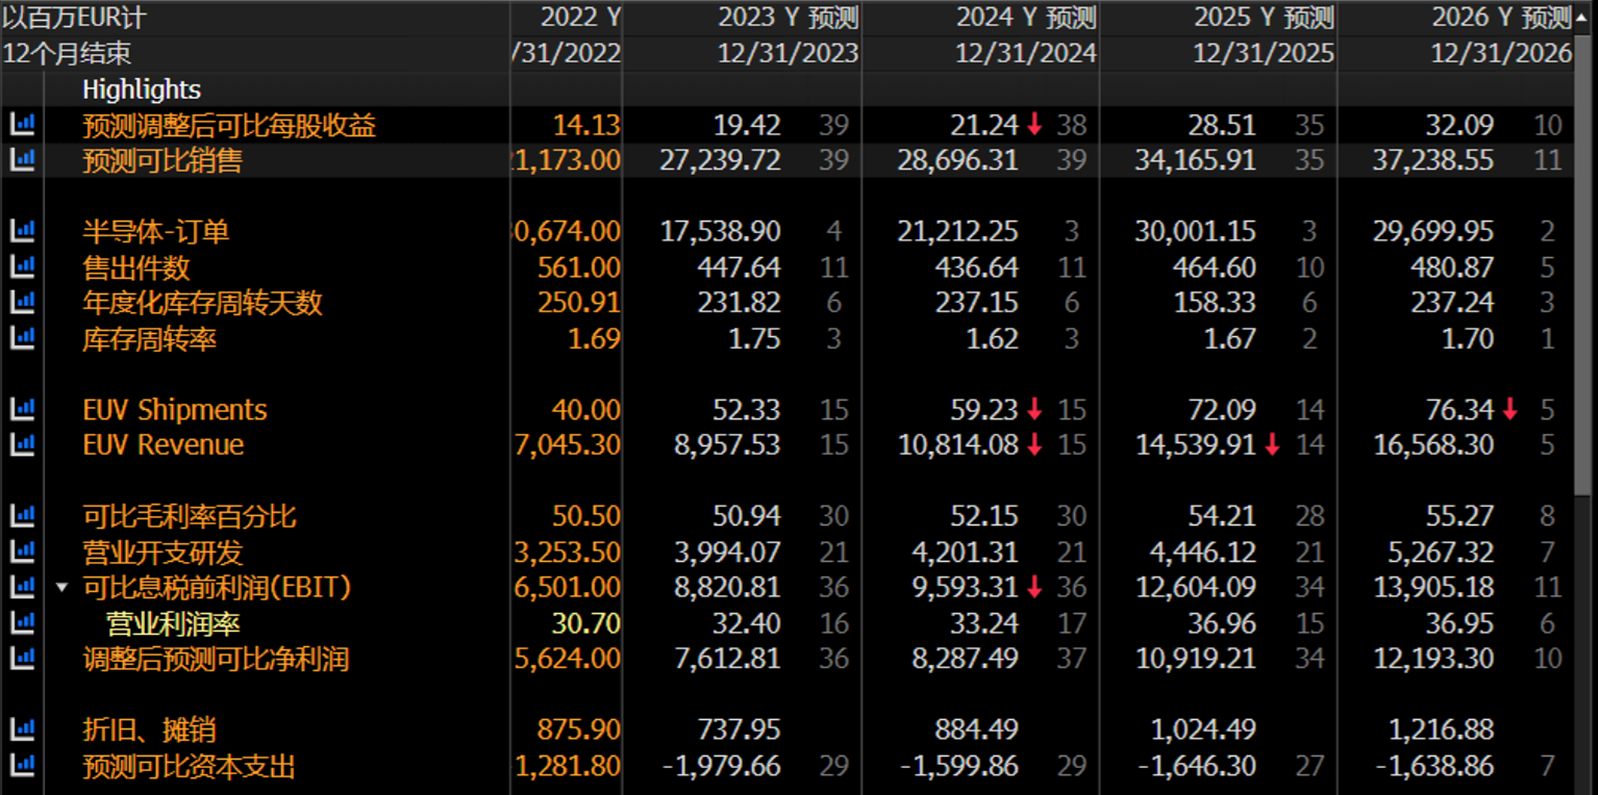 以百万EUR计 2022 Y 2023 Y 预测 2024 Y 预测 2025 Y 预测 2026 Y 预测
12个月结束 /31/2022 12/31/2023 12/31/2024 12/31/2025 12/31/2026
Highlights
预测调整后可比每股收益 14.13 19.42 39 21.24 38 28.51 35 32.09 10
预测可比销售 1,173.00 27,239.72 39 28,696.31 39 34,165.91 35 37,238.55 11
半导体-订单 0,674.00 17,538.90 4 21,212.25 3 30,001.15 3 29,699.95 2
售出件数 561.00 447.64 11 436.64 11 464.60 10 480.87 5
年度化库存周转天数 250.91 231.82 6 237.15 6 158.33 6 237.24 3
库存周转率 1.69 1.75 3 1.62 3 1.67 2 1.70 1
EUV Shipments 40.00 52.33 15 59.23 15 72.09 14 76.34 5
EUV Revenue 7,045.30 8,957.53 15 10,814.08 15 14,539.91 14 16,568.30 5
可比毛利率百分比 50.50 50.94 30 52.15 30 54.21 28 55.27 8
营业开支研发 3,253.50 3,994.07 21 4,201.31 21 4,446.12 21 5,267.32 7
可比息税前利润(EBIT) 6,501.00 8,820.81 36 9,593.31 36 12,604.09 34 13,905.18 11
营业利润率 30.70 32.40 16 33.24 17 36.96 15 36.95 6
调整后预测可比净利润 5,624.00 7,612.81 36 8,287.49 37 10,919.21 34 12,193.30 10
折旧、摊销 875.90 737.95 884.49 1,024.49 1,216.88
预测可比资本支出 1,281.80 -1,979.66 29 -1,599.86 29 -1,646.30 27 -1,638.86 7